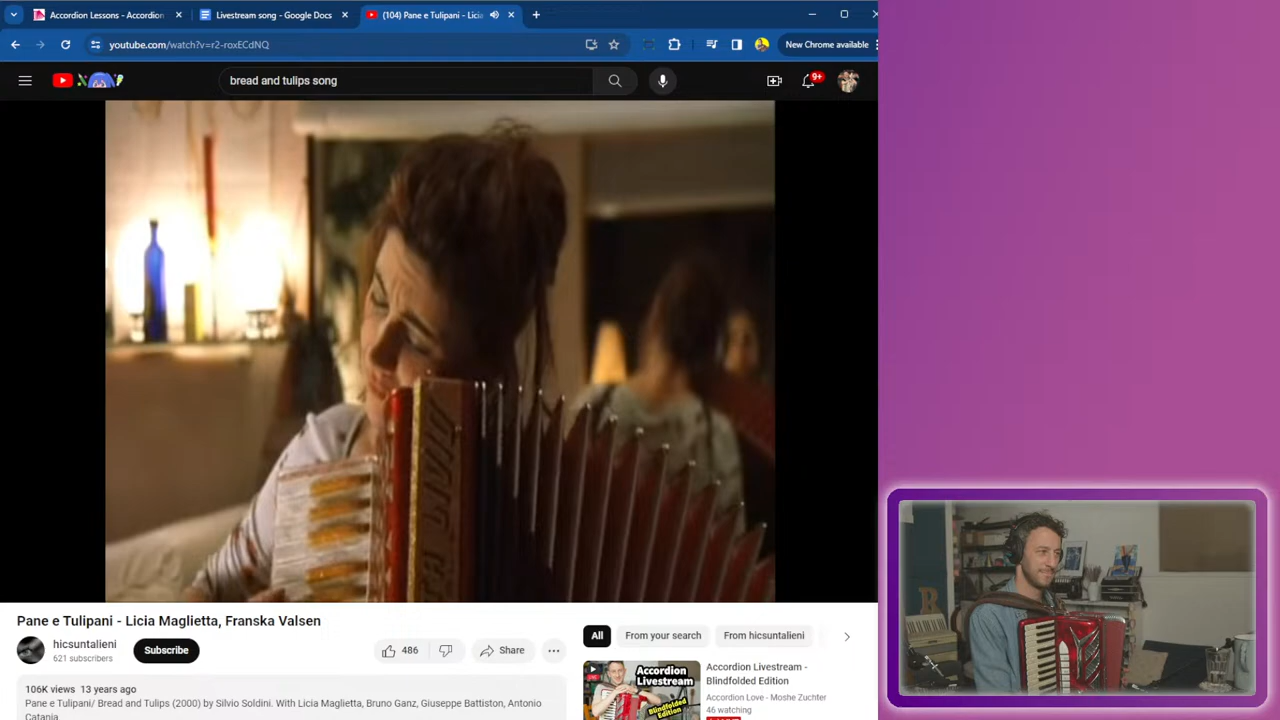 Accordion Lessons - Accordion
Livestream song - Google Docs
(104) Pane e Tulipani - Licia
youtube.com/watch?v=r2-roxECdNQ
New Chrome available
bread and tulips song
9+
Pane e Tulipani - Licia Maglietta, Franska Valsen
hicsuntalieni
621 subscribers
Subscribe
486
Share
106K views 13 years ago
Pane e Tulipani/ Bread and Tulips (2000) by Silvio Soldini. With Licia Maglietta, Bruno Ganz, Giuseppe Battiston, Antonio
Catania
All
From your search
From hicsuntalieni
Accordion
Livestream
Blindfolded
Edition
Accordion Livestream -
Blindfolded Edition
Accordion Love - Moshe Zuchter
46 watching
B